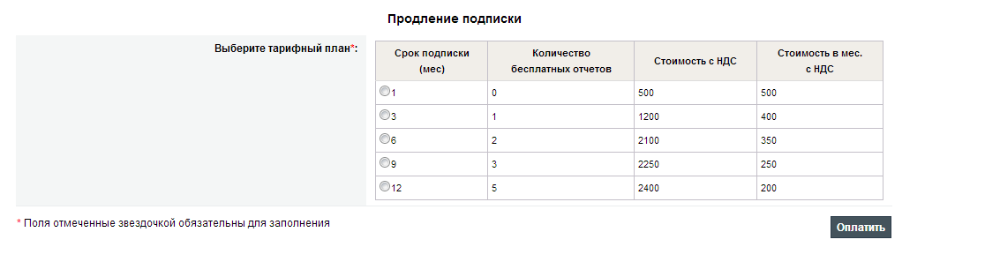 Продление подписки
Выберите тарифный план*:
Срок подписки (мес) Количество бесплатных отчетов Стоимость с НДС Стоимость в мес. с НДС
1 0 500 500
3 1 1200 400
6 2 2100 350
9 3 2250 250
12 5 2400 200
* Поля отмеченные звездочкой обязательны для заполнения
Оплатить